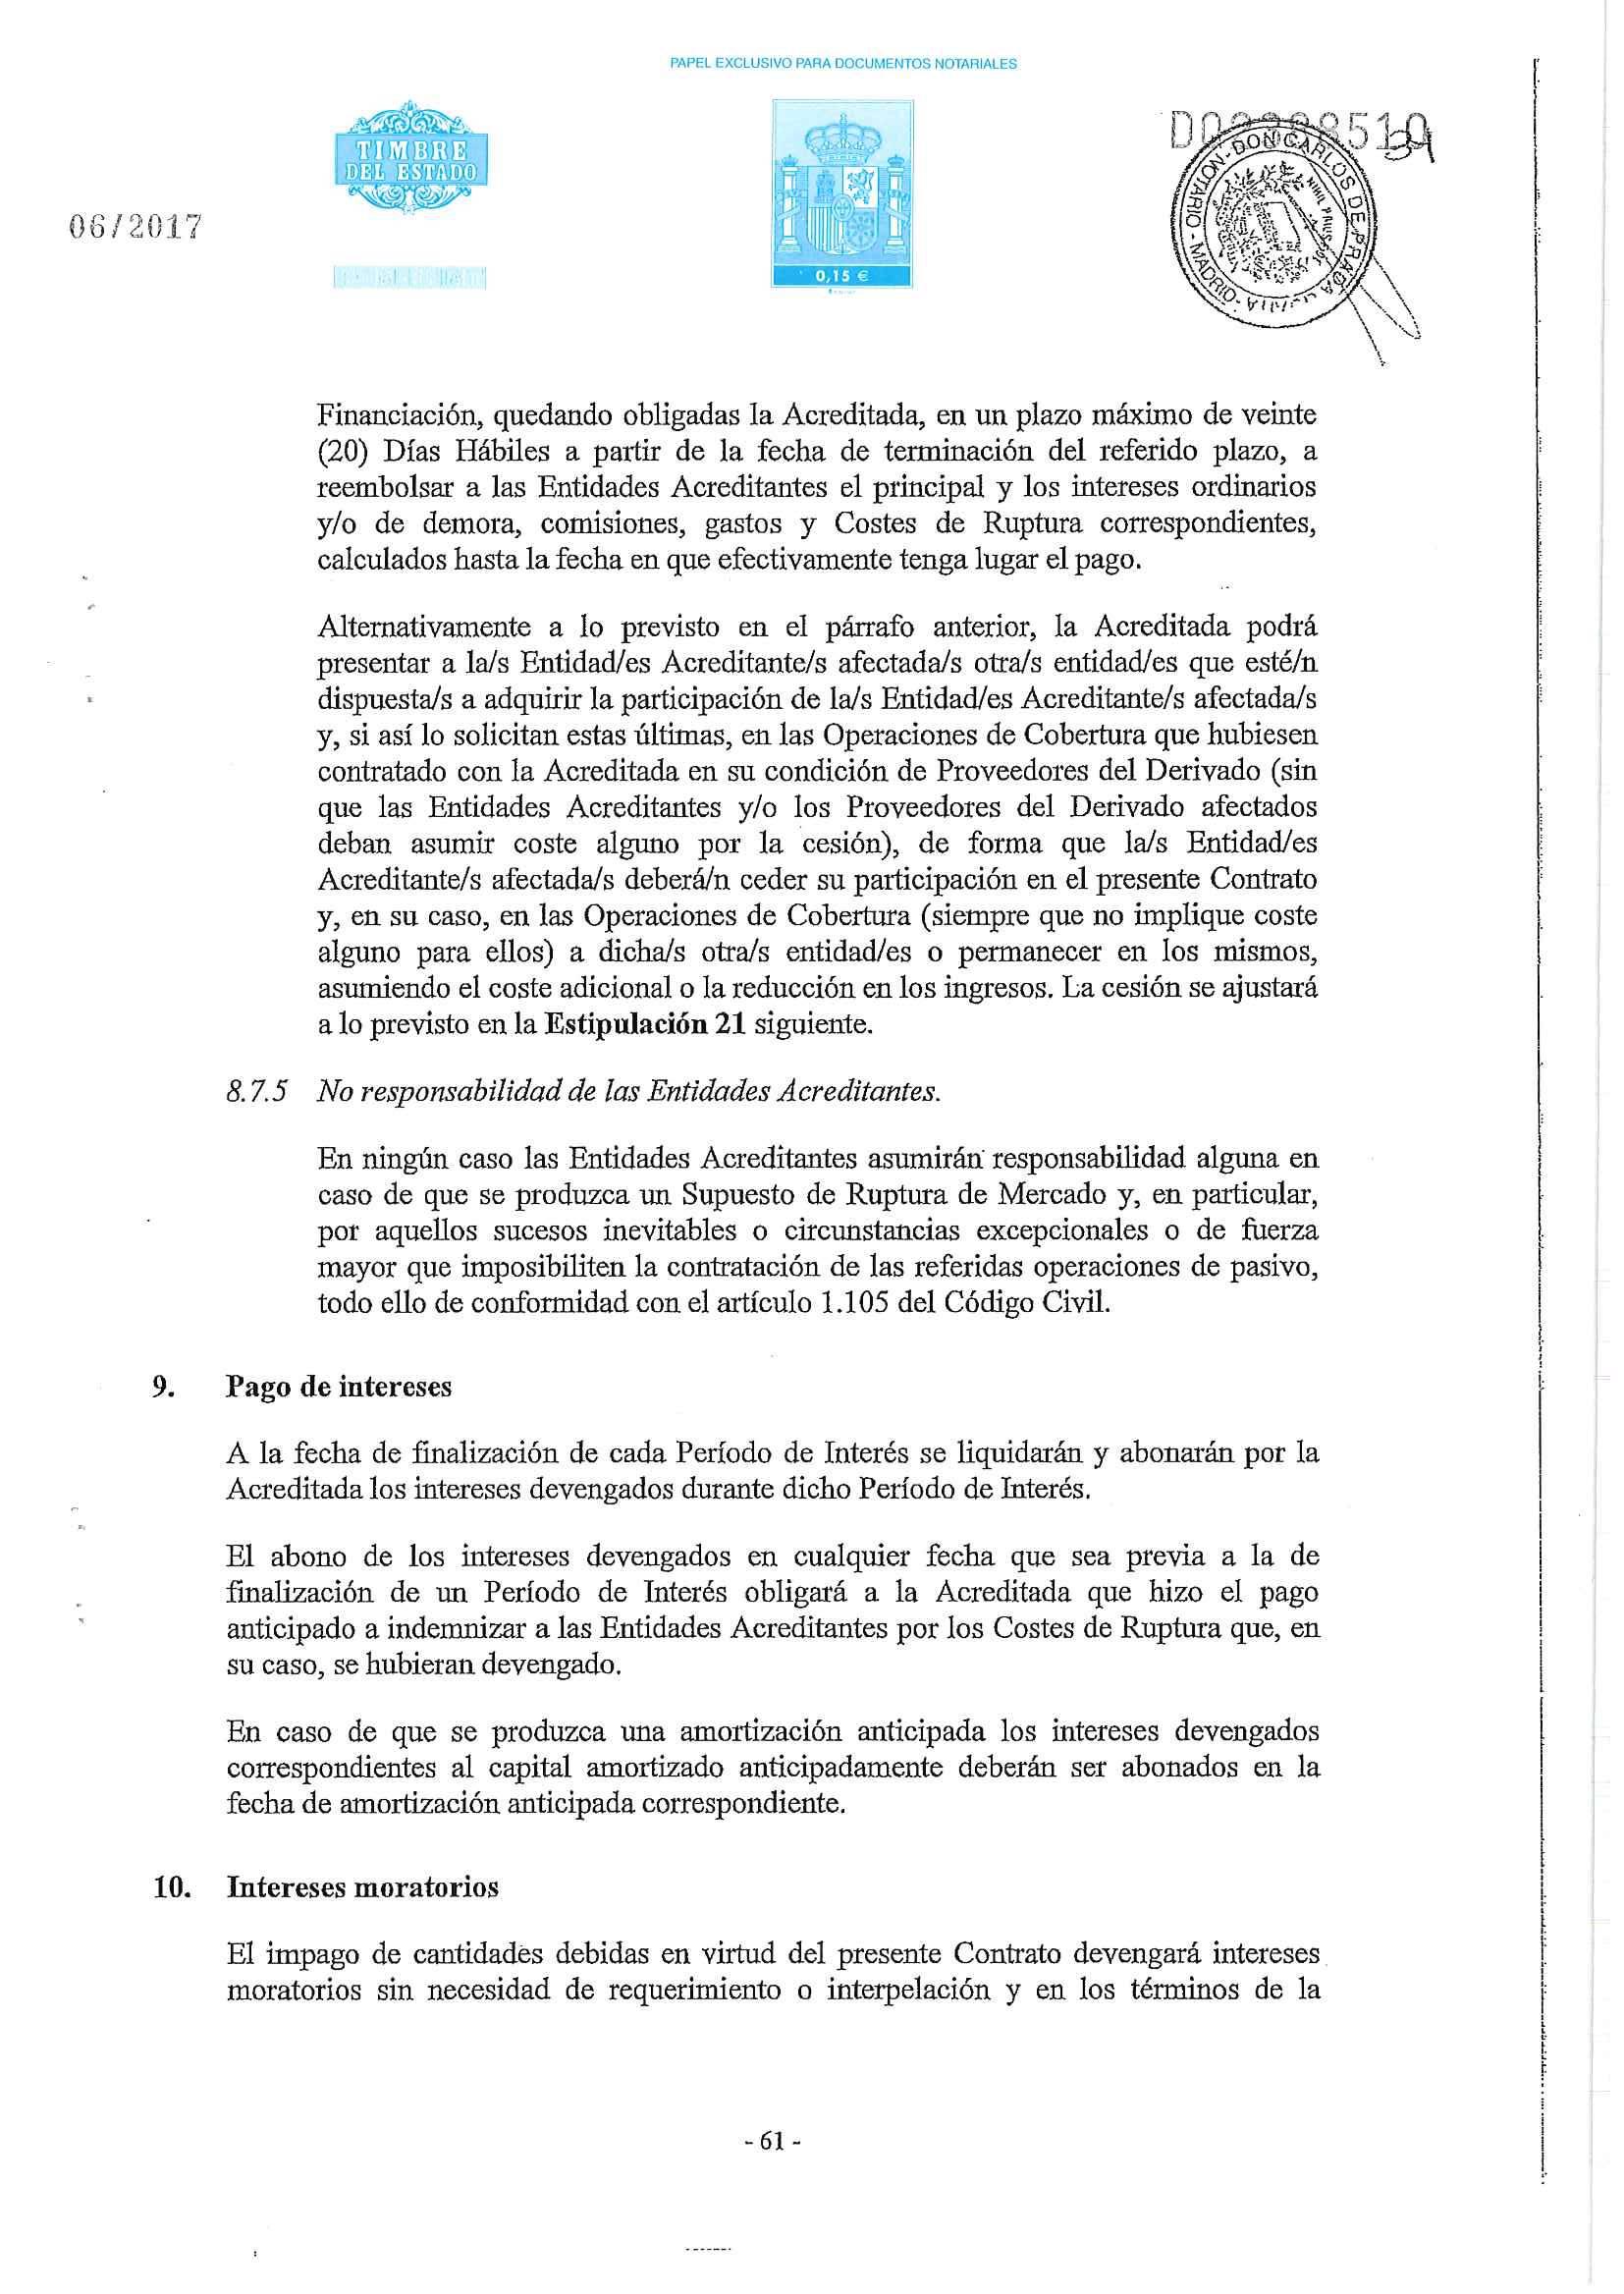 PAPEL EXCLUSIVO PARA DOCUMENTOS NOTARIALES
TIMBRE
DEL ESTADO
06/2017
0,15 €
NOTARIO - DON CARLOS DE PRADA
MADRID
NIHIL PRIUS
39
Financiación, quedando obligadas la Acreditada, en un plazo máximo de veinte
(20) Días Hábiles a partir de la fecha de terminación del referido plazo, a
reembolsar a las Entidades Acreditantes el principal y los intereses ordinarios
y/o de demora, comisiones, gastos y Costes de Ruptura correspondientes,
calculados hasta la fecha en que efectivamente tenga lugar el pago.
Alternativamente a lo previsto en el párrafo anterior, la Acreditada podrá
presentar a la/s Entidad/es Acreditante/s afectada/s otra/s entidad/es que esté/n
dispuesta/s a adquirir la participación de la/s Entidad/es Acreditante/s afectada/s
y, si así lo solicitan estas últimas, en las Operaciones de Cobertura que hubiesen
contratado con la Acreditada en su condición de Proveedores del Derivado (sin
que las Entidades Acreditantes y/o los Proveedores del Derivado afectados
deban asumir coste alguno por la cesión), de forma que la/s Entidad/es
Acreditante/s afectada/s deberá/n ceder su participación en el presente Contrato
y, en su caso, en las Operaciones de Cobertura (siempre que no implique coste
alguno para ellos) a dicha/s otra/s entidad/es o permanecer en los mismos,
asumiendo el coste adicional o la reducción en los ingresos. La cesión se ajustará
a lo previsto en la Estipulación 21 siguiente.
8.7.5 No responsabilidad de las Entidades Acreditantes.
En ningún caso las Entidades Acreditantes asumirán responsabilidad alguna en
caso de que se produzca un Supuesto de Ruptura de Mercado y, en particular,
por aquellos sucesos inevitables o circunstancias excepcionales o de fuerza
mayor que imposibiliten la contratación de las referidas operaciones de pasivo,
todo ello de conformidad con el artículo 1.105 del Código Civil.
9. Pago de intereses
A la fecha de finalización de cada Período de Interés se liquidarán y abonarán por la
Acreditada los intereses devengados durante dicho Período de Interés.
El abono de los intereses devengados en cualquier fecha que sea previa a la de
finalización de un Período de Interés obligará a la Acreditada que hizo el pago
anticipado a indemnizar a las Entidades Acreditantes por los Costes de Ruptura que, en
su caso, se hubieran devengado.
En caso de que se produzca una amortización anticipada los intereses devengados
correspondientes al capital amortizado anticipadamente deberán ser abonados en la
fecha de amortización anticipada correspondiente.
10. Intereses moratorios
El impago de cantidades debidas en virtud del presente Contrato devengará intereses
moratorios sin necesidad de requerimiento o interpelación y en los términos de la
- 61 -